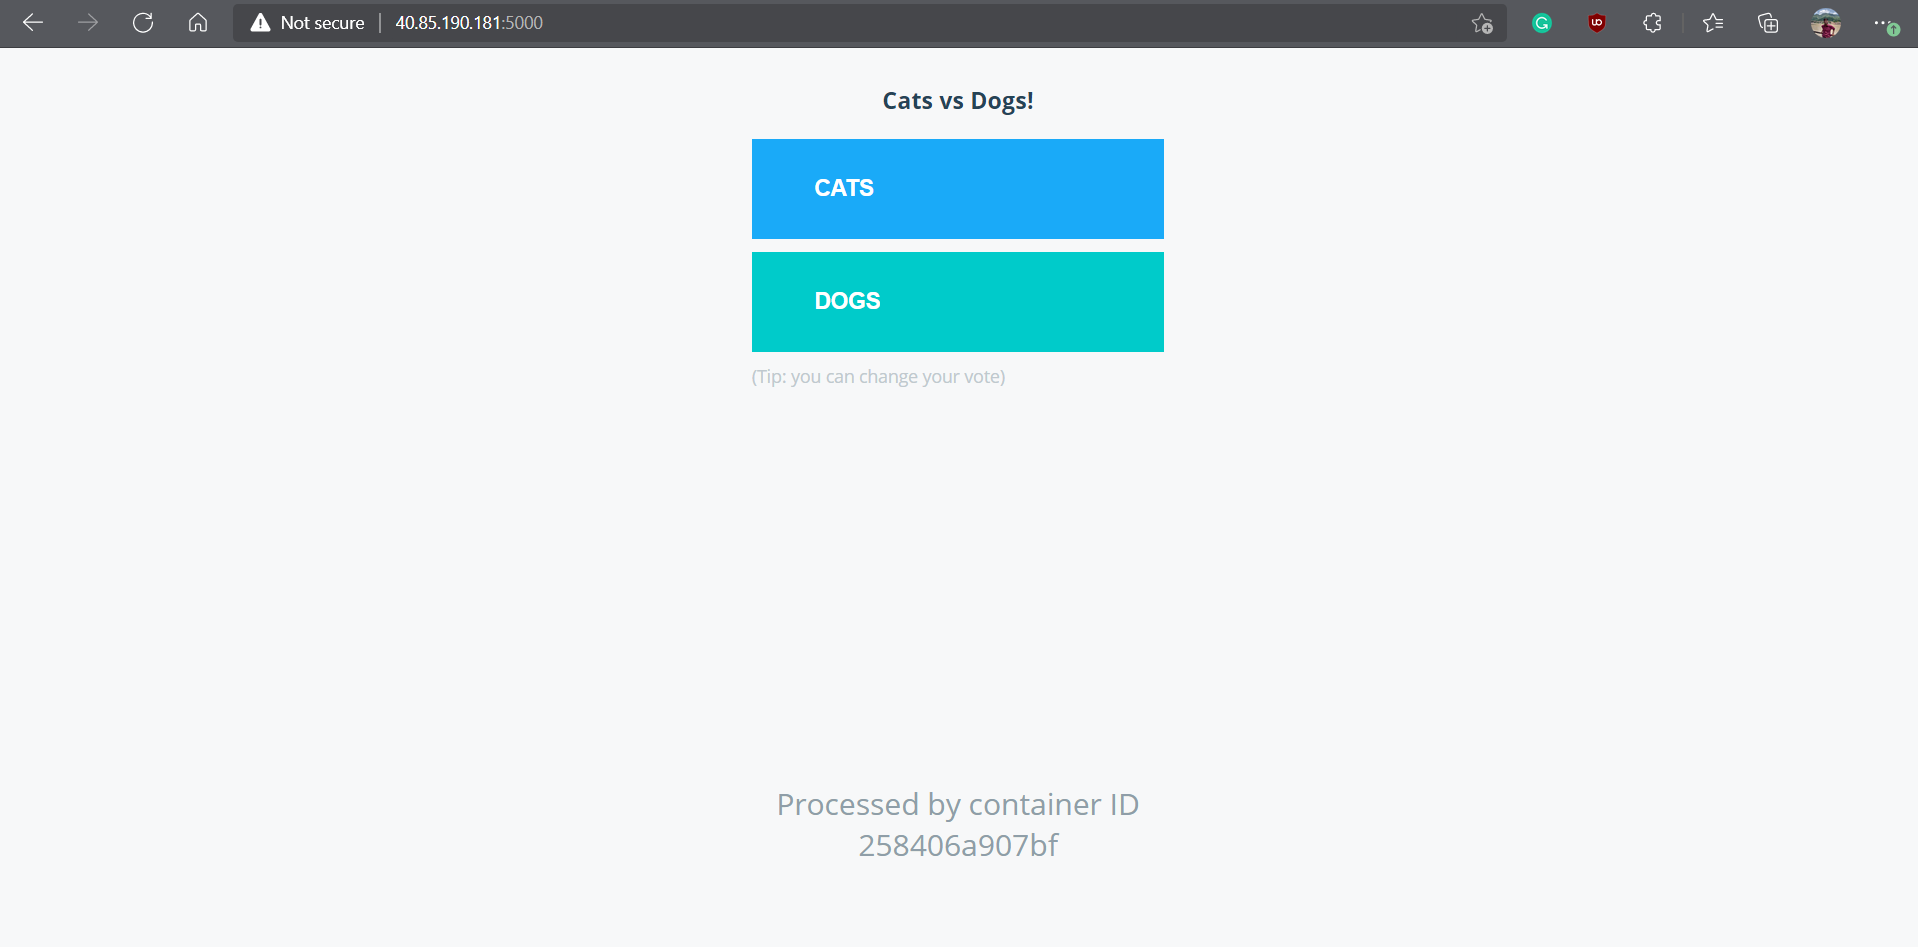 Not secure | 40.85.190.181:5000
Cats vs Dogs!
CATS
DOGS
(Tip: you can change your vote)
Processed by container ID
258406a907bf